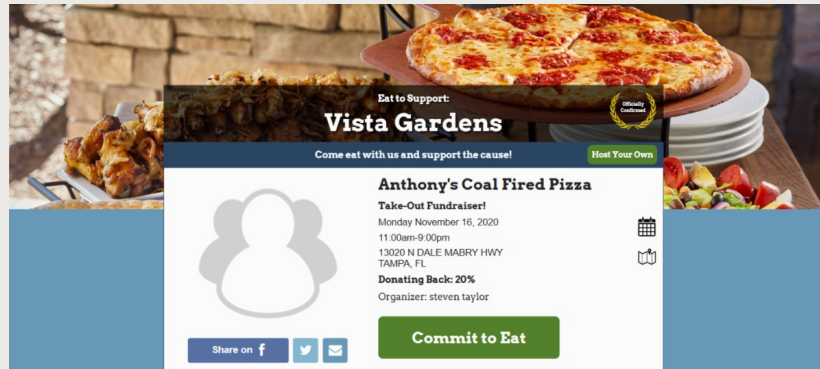 Eat to Support:
Vista Gardens
Officially
Confirmed
Come eat with us and support the cause!
Host Your Own
Anthony's Coal Fired Pizza
Take-Out Fundraiser!
Monday November 16, 2020
11:00am-9:00pm
13020 N DALE MABRY HWY
TAMPA, FL
Donating Back: 20%
Organizer: steven taylor
Share on f
Commit to Eat